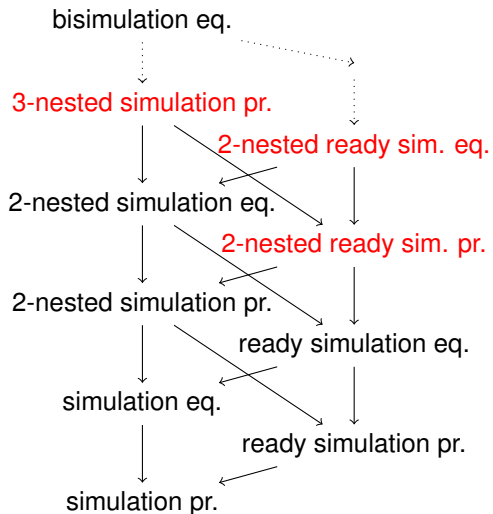 bisimulation eq.
3-nested simulation pr.
2-nested ready sim. eq.
2-nested simulation eq.
2-nested ready sim. pr.
2-nested simulation pr.
ready simulation eq.
simulation eq.
ready simulation pr.
simulation pr.